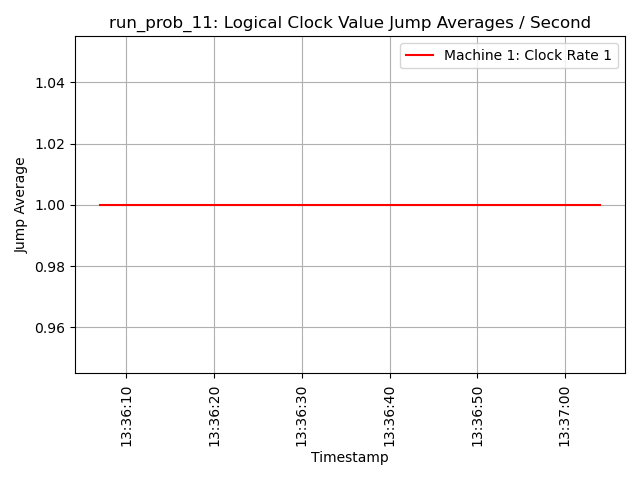 run_prob_11: Logical Clock Value Jump Averages / Second
Machine 1: Clock Rate 1
Jump Average
1.04
1.02
1.00
0.98
0.96
13:36:10
13:36:20
13:36:30
13:36:40
13:36:50
13:37:00
Timestamp